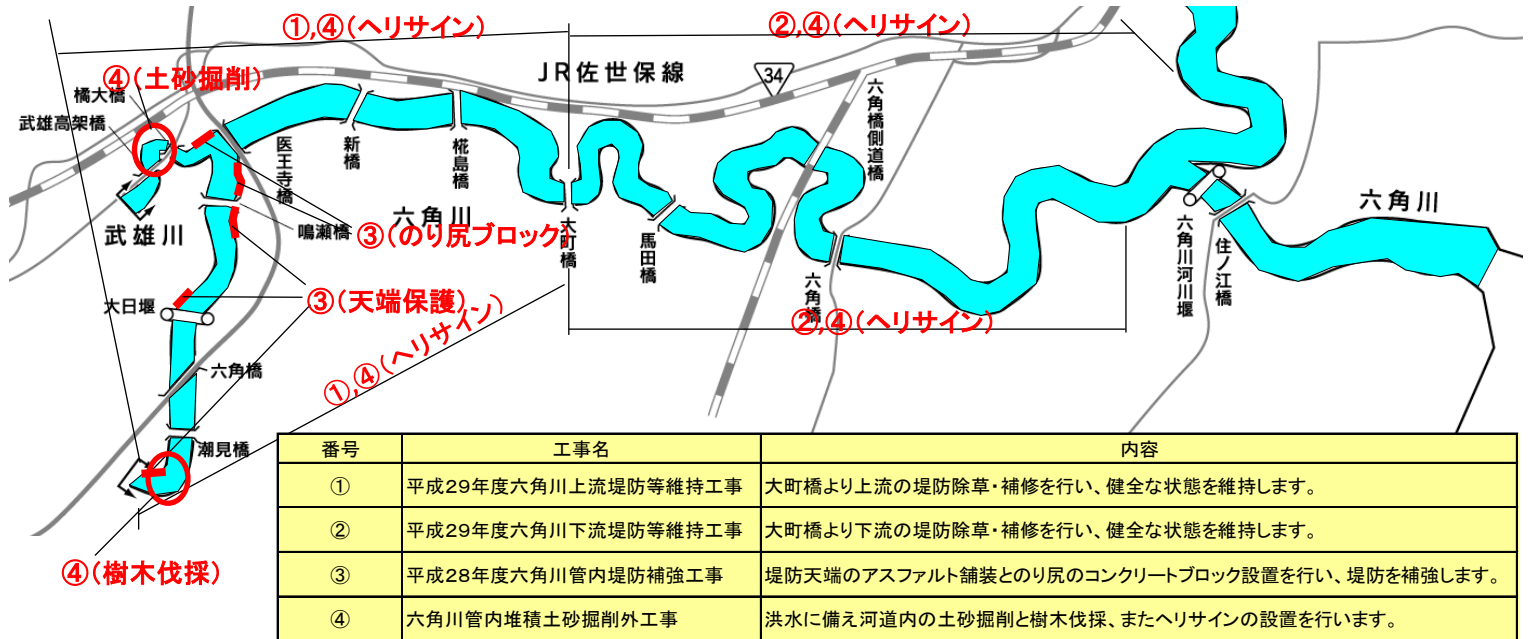 ①,④(ヘリサイン)
②,④(ヘリサイン)
④(土砂掘削)
JR佐世保線
34
橘大橋
武雄高架橋
医王寺橋
新橋
椛島橋
六角橋側道橋
六角川
武雄川
鳴瀬橋
③(のり尻ブロック)
六角川
大町橋
馬田橋
六角橋
六角川河川堰
住ノ江橋
大日堰
③(天端保護)
②,④(ヘリサイン)
①,④(ヘリサイン)
六角橋
潮見橋
④(樹木伐採)
番号 工事名 内容
① 平成29年度六角川上流堤防等維持工事 大町橋より上流の堤防除草・補修を行い、健全な状態を維持します。
② 平成29年度六角川下流堤防等維持工事 大町橋より下流の堤防除草・補修を行い、健全な状態を維持します。
③ 平成28年度六角川管内堤防補強工事 堤防天端のアスファルト舗装とのり尻のコンクリートブロック設置を行い、堤防を補強します。
④ 六角川管内堆積土砂掘削外工事 洪水に備え河道内の土砂掘削と樹木伐採、またヘリサインの設置を行います。